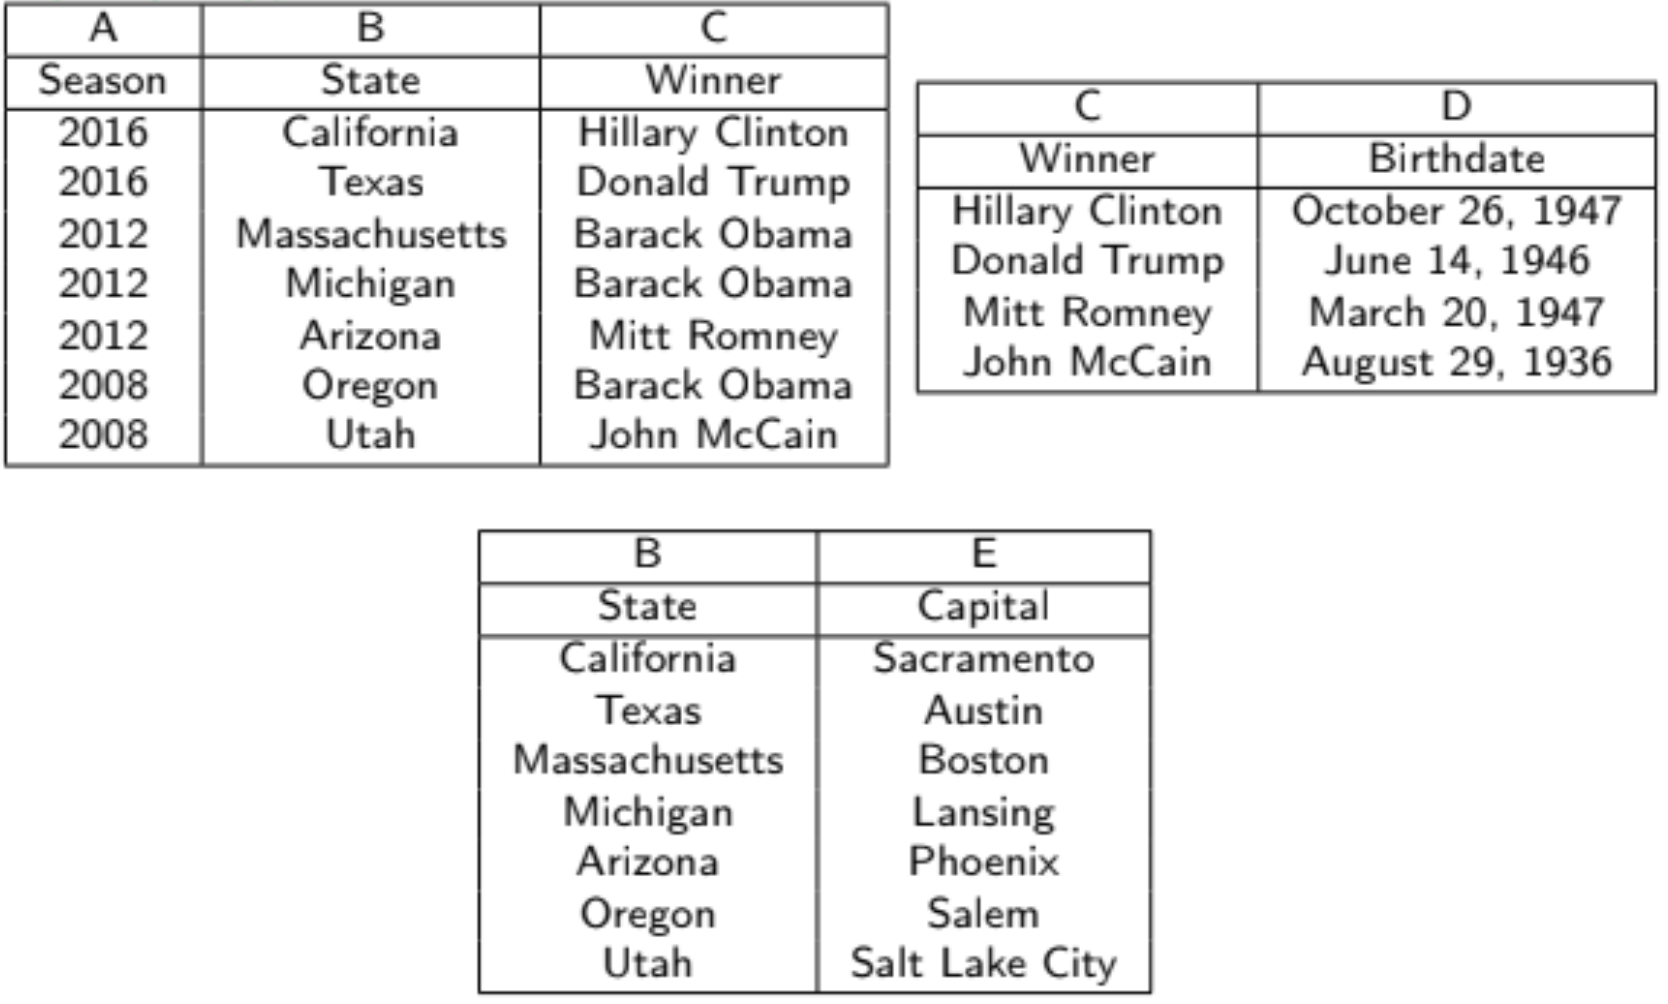 A B C
Season State Winner
2016 California Hillary Clinton
2016 Texas Donald Trump
2012 Massachusetts Barack Obama
2012 Michigan Barack Obama
2012 Arizona Mitt Romney
2008 Oregon Barack Obama
2008 Utah John McCain
C D
Winner Birthdate
Hillary Clinton October 26, 1947
Donald Trump June 14, 1946
Mitt Romney March 20, 1947
John McCain August 29, 1936
B E
State Capital
California Sacramento
Texas Austin
Massachusetts Boston
Michigan Lansing
Arizona Phoenix
Oregon Salem
Utah Salt Lake City